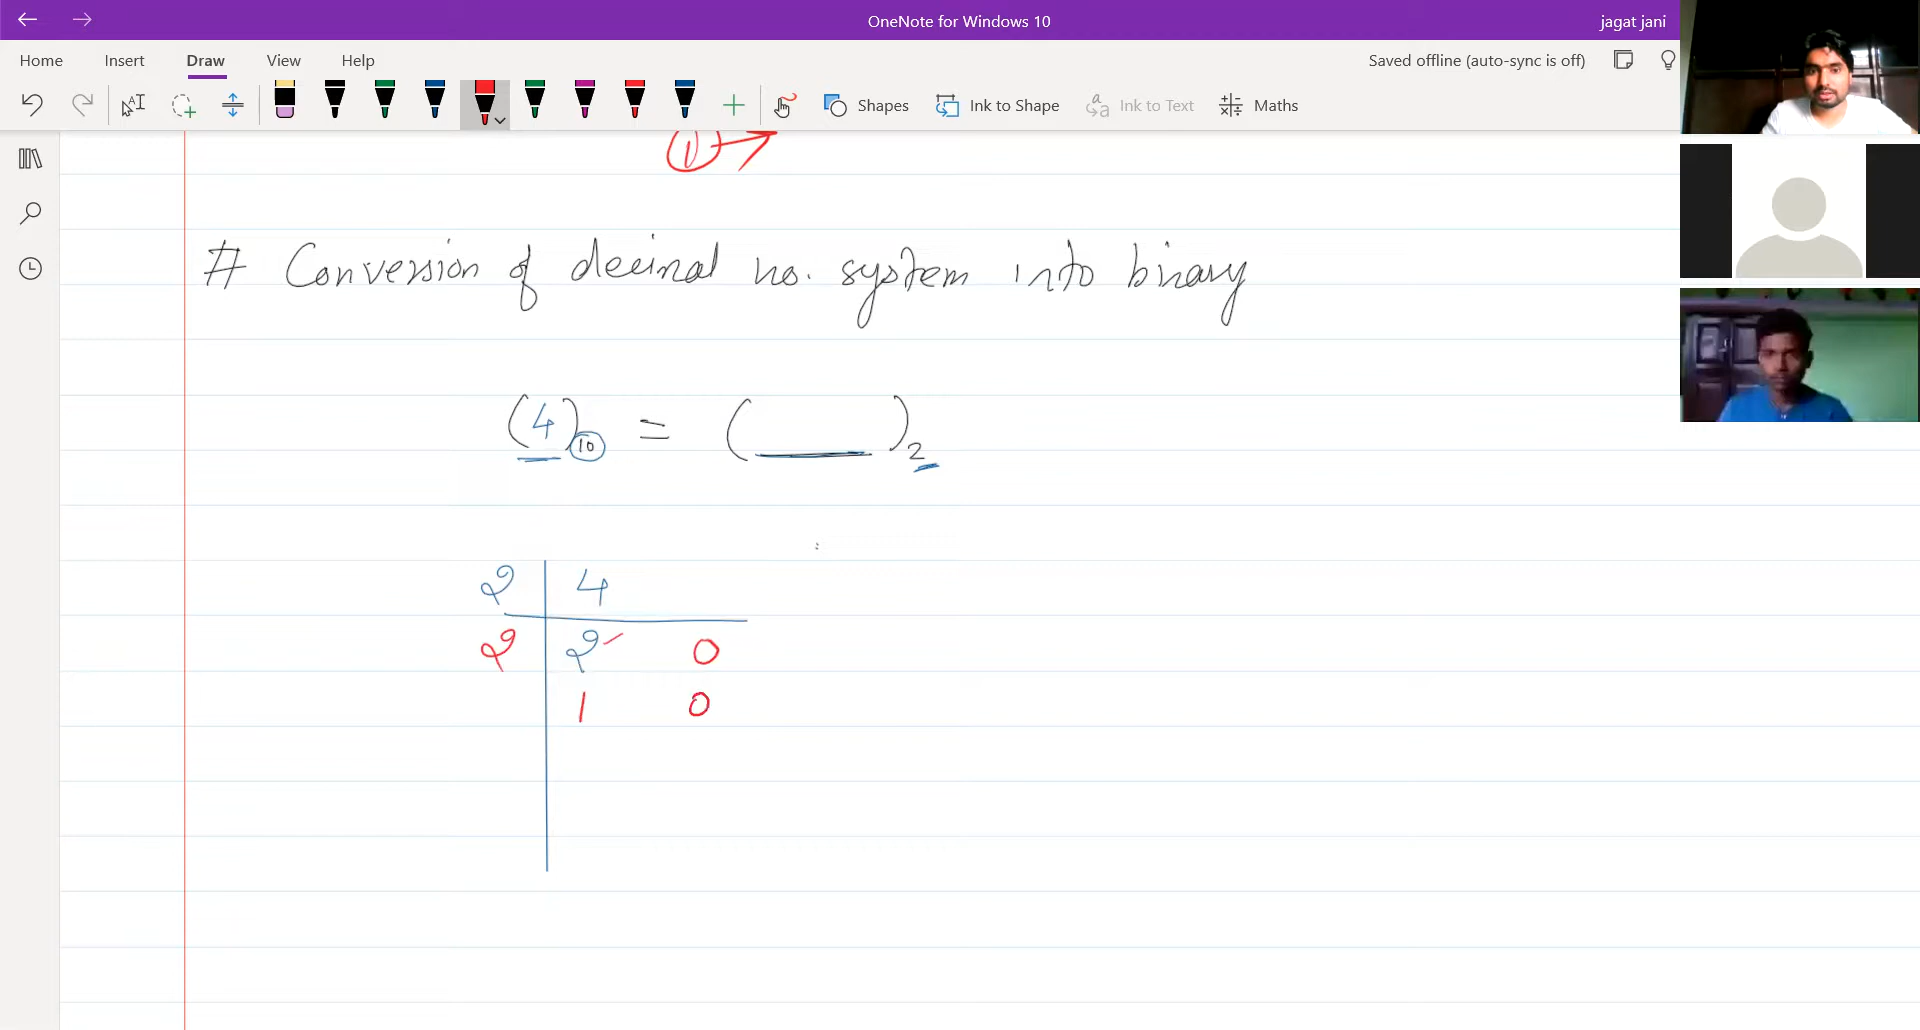 OneNote for Windows 10
jagat jani
Home Insert Draw View Help
Saved offline (auto-sync is off)
Shapes Ink to Shape Ink to Text Maths
1
# Conversion of decimal no. system into binary
(4)10 = (____)2
2 4
2 2 0
1 0